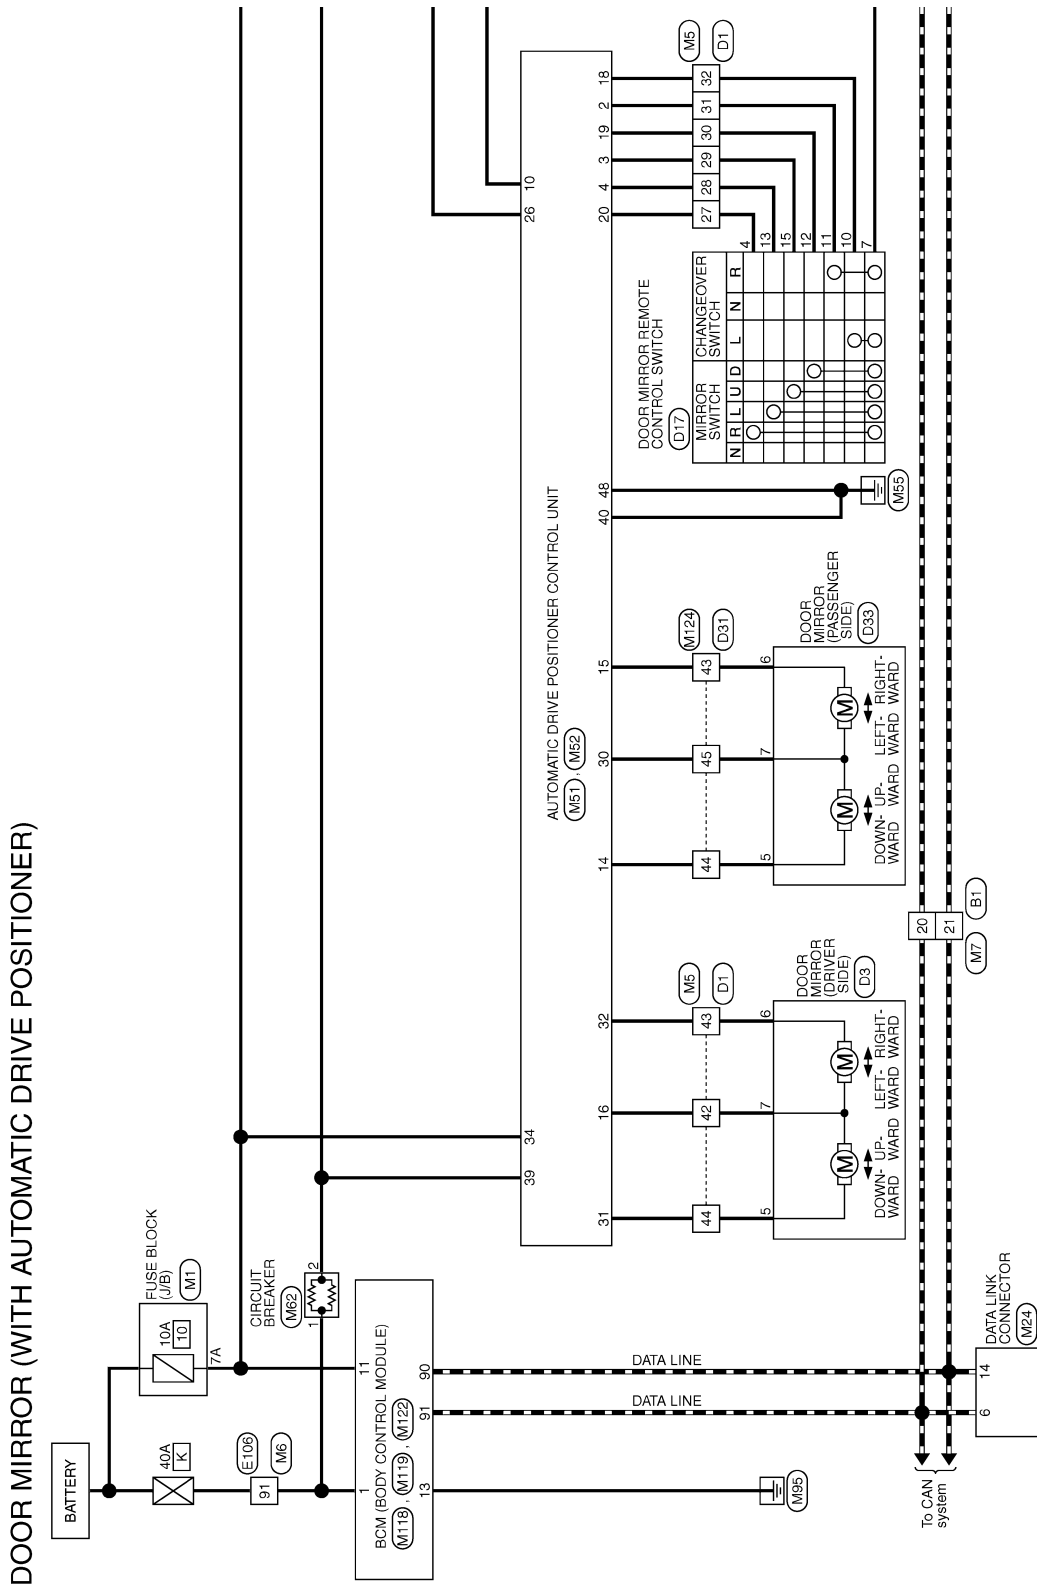 DOOR MIRROR (WITH AUTOMATIC DRIVE POSITIONER)
BATTERY
40A
K
E106
91
M6
FUSE BLOCK
(J/B)
M1
10A
10
7A
CIRCUIT
BREAKER
M62
1
2
1
11
BCM (BODY CONTROL MODULE)
M118 , M119 , M122
13
91
90
M95
DATA LINE
DATA LINE
To CAN
system
6
14
DATA LINK
CONNECTOR
M24
39
34
26
10
AUTOMATIC DRIVE POSITIONER CONTROL UNIT
M51 , M52
31
16
32
14
30
15
40
48
20
4
3
19
2
18
M5
44
42
43
D1
5
7
6
DOOR
MIRROR
(DRIVER
SIDE)
D3
M
M
DOWN-
WARD
UP-
WARD
LEFT-
WARD
RIGHT-
WARD
M124
44
45
43
D31
5
7
6
DOOR
MIRROR
(PASSENGER
SIDE)
D33
M
M
DOWN-
WARD
UP-
WARD
LEFT-
WARD
RIGHT-
WARD
M7
20
21
B1
M55
M5
27
28
29
30
31
32
D1
DOOR MIRROR REMOTE
CONTROL SWITCH
D17
MIRROR
SWITCH
CHANGEOVER
SWITCH
N R L U D L N R
4
13
15
12
11
10
7